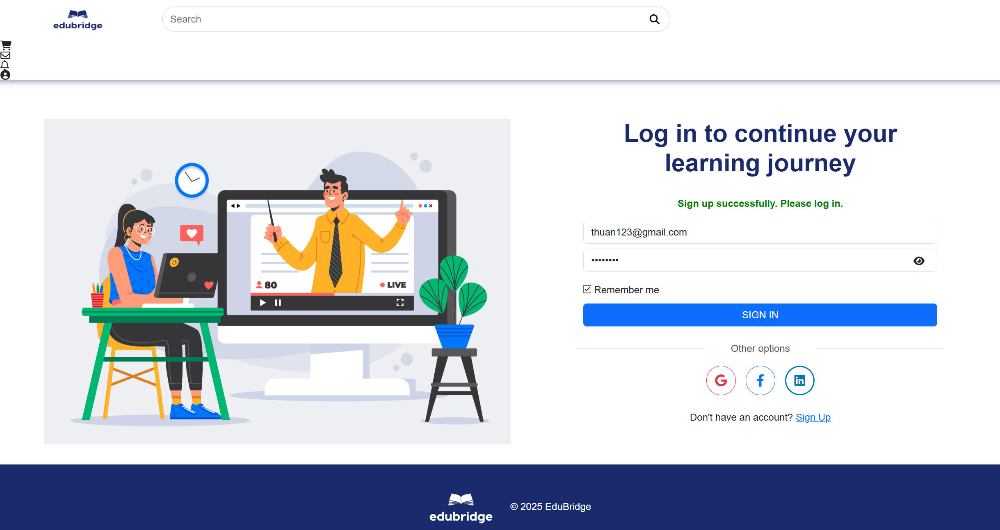 edubridge
Search
Log in to continue your
learning journey
Sign up successfully. Please log in.
thuan123@gmail.com
••••••••
Remember me
SIGN IN
Other options
Don't have an account? Sign Up
80
LIVE
edubridge
© 2025 EduBridge